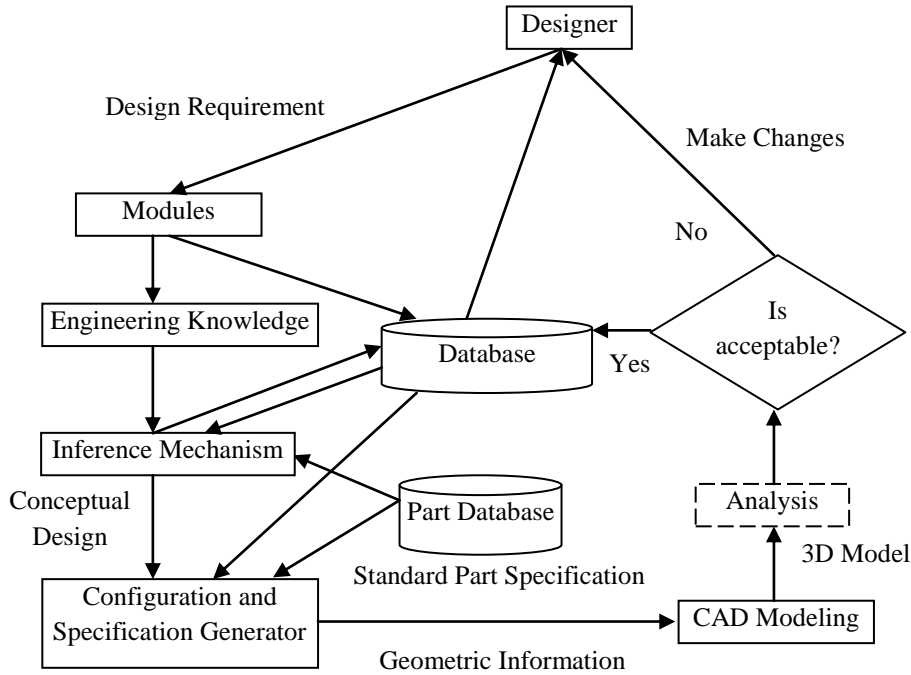 Designer
Design Requirement
Make Changes
Modules
No
Engineering Knowledge
Database
Is
acceptable?
Yes
Inference Mechanism
Conceptual
Design
Part Database
Analysis
3D Model
Standard Part Specification
Configuration and
Specification Generator
CAD Modeling
Geometric Information